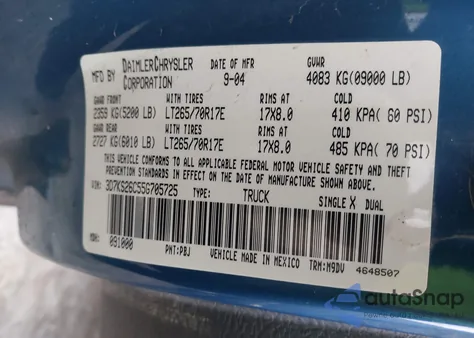 MFD BY DAIMLERCHRYSLER CORPORATION DATE OF MFR 9-04 GVWR 4083 KG(09000 LB)
GAWR FRONT WITH TIRES RIMS AT COLD
2359 KG(5200 LB) LT265/70R17E 17X8.0 410 KPA( 60 PSI)
GAWR REAR WITH TIRES RIMS AT COLD
2727 KG(6010 LB) LT265/70R17E 17X8.0 485 KPA( 70 PSI)
THIS VEHICLE CONFORMS TO ALL APPLICABLE FEDERAL MOTOR VEHICLE SAFETY AND THEFT
PREVENTION STANDARDS IN EFFECT ON THE DATE OF MANUFACTURE SHOWN ABOVE.
VIN: 3D7KS26C55G705725 TYPE: TRUCK SINGLE X DUAL
MDH: 091000 PNT:PBJ VEHICLE MADE IN MEXICO TRM:M9DV 4648507
autoSnap